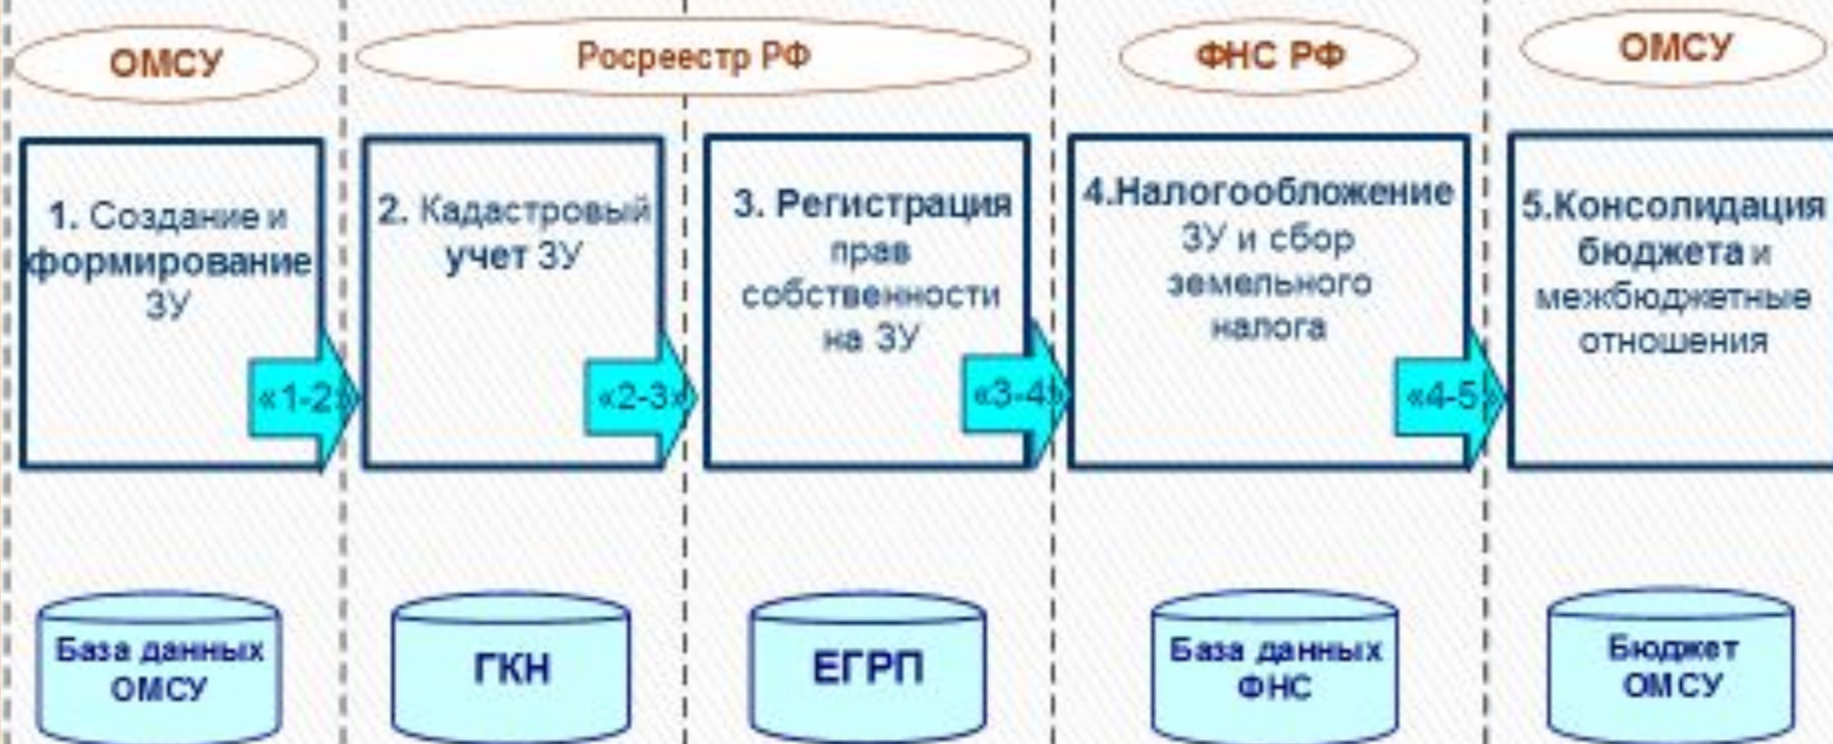 ОМСУ
Росреестр РФ
ФНС РФ
ОМСУ
1. Создание и
формирование
ЗУ
«1-2»
2. Кадастровый
учет ЗУ
«2-3»
3. Регистрация
прав
собственности
на ЗУ
«3-4»
4.Налогообложение
ЗУ и сбор
земельного
налога
«4-5»
5.Консолидация
бюджета и
межбюджетные
отношения
База данных
ОМСУ
ГКН
ЕГРП
База данных
ФНС
Бюджет
ОМСУ